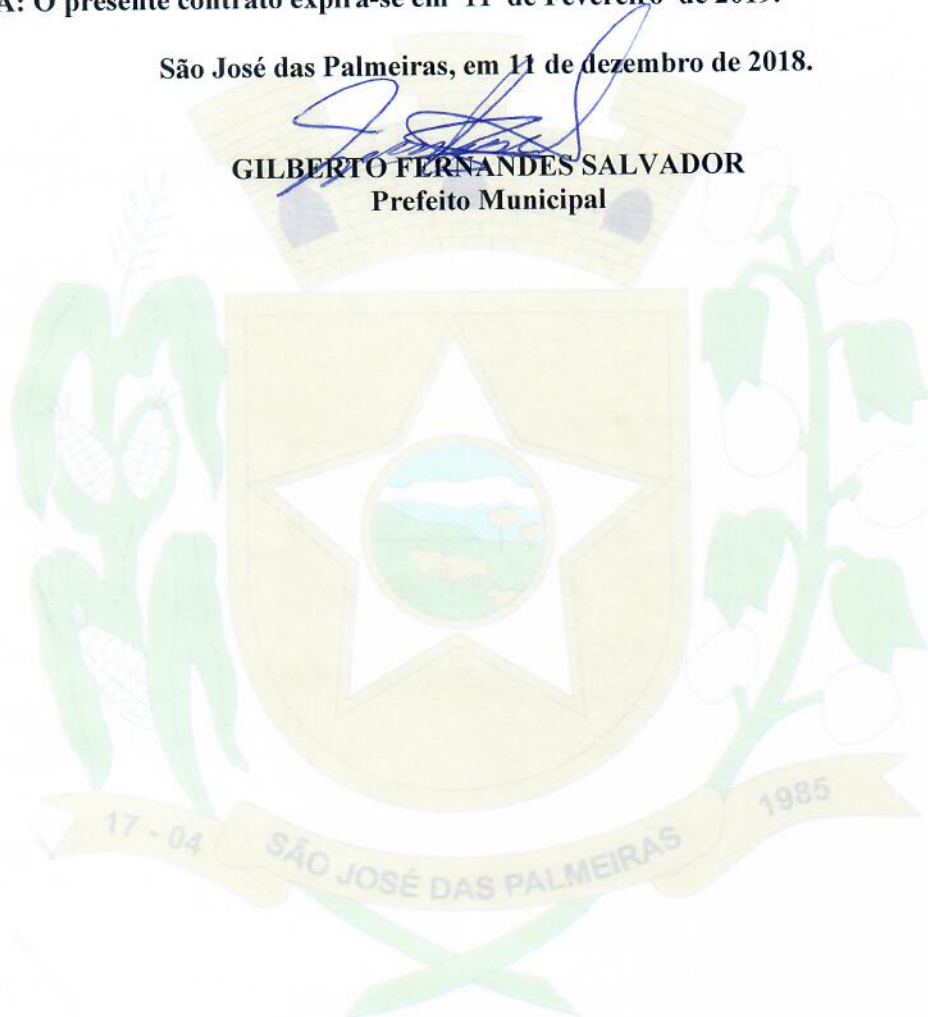 A: O presente contrato expira-se em 11 de Fevereiro de 2019.
São José das Palmeiras, em 11 de dezembro de 2018.
GILBERTO FERNANDES SALVADOR
Prefeito Municipal
17 - 04
SÃO JOSÉ DAS PALMEIRAS
1985